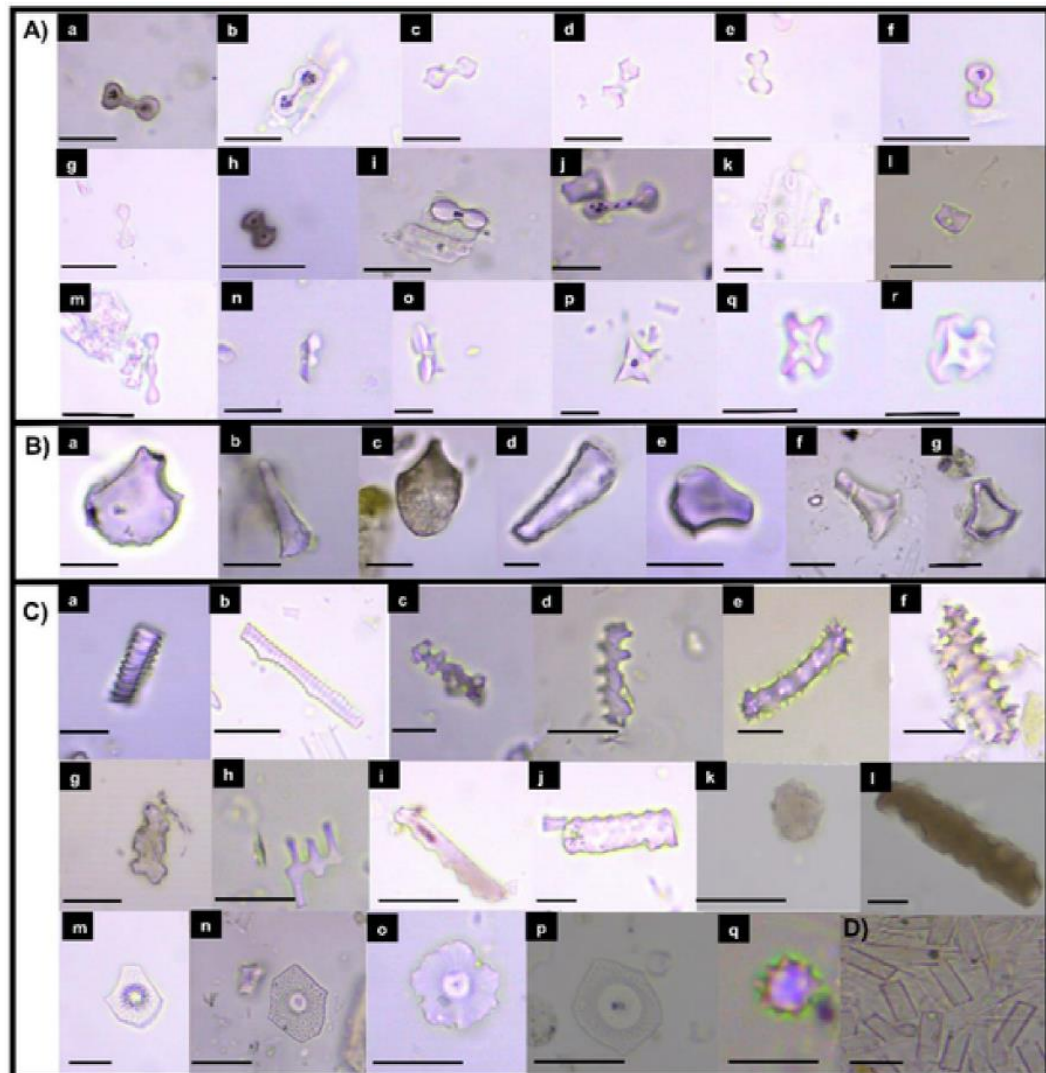 A) a b c d e f
g h i j k l
m n o p q r
B) a b c d e f g
C) a b c d e f
g h i j k l
m n o p q D)